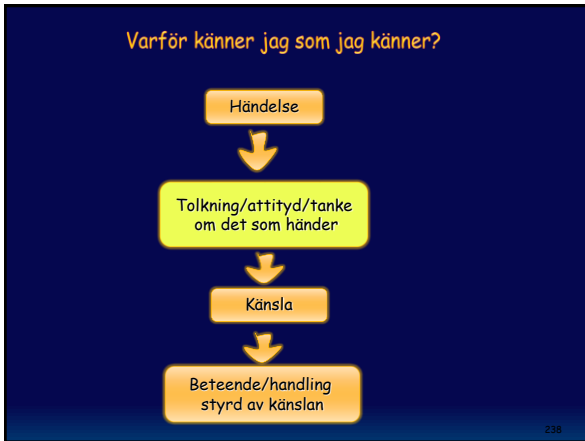 Varför känner jag som jag känner?
Händelse
Tolkning/attityd/tanke
om det som händer
Känsla
Beteende/handling
styrd av känslan
238